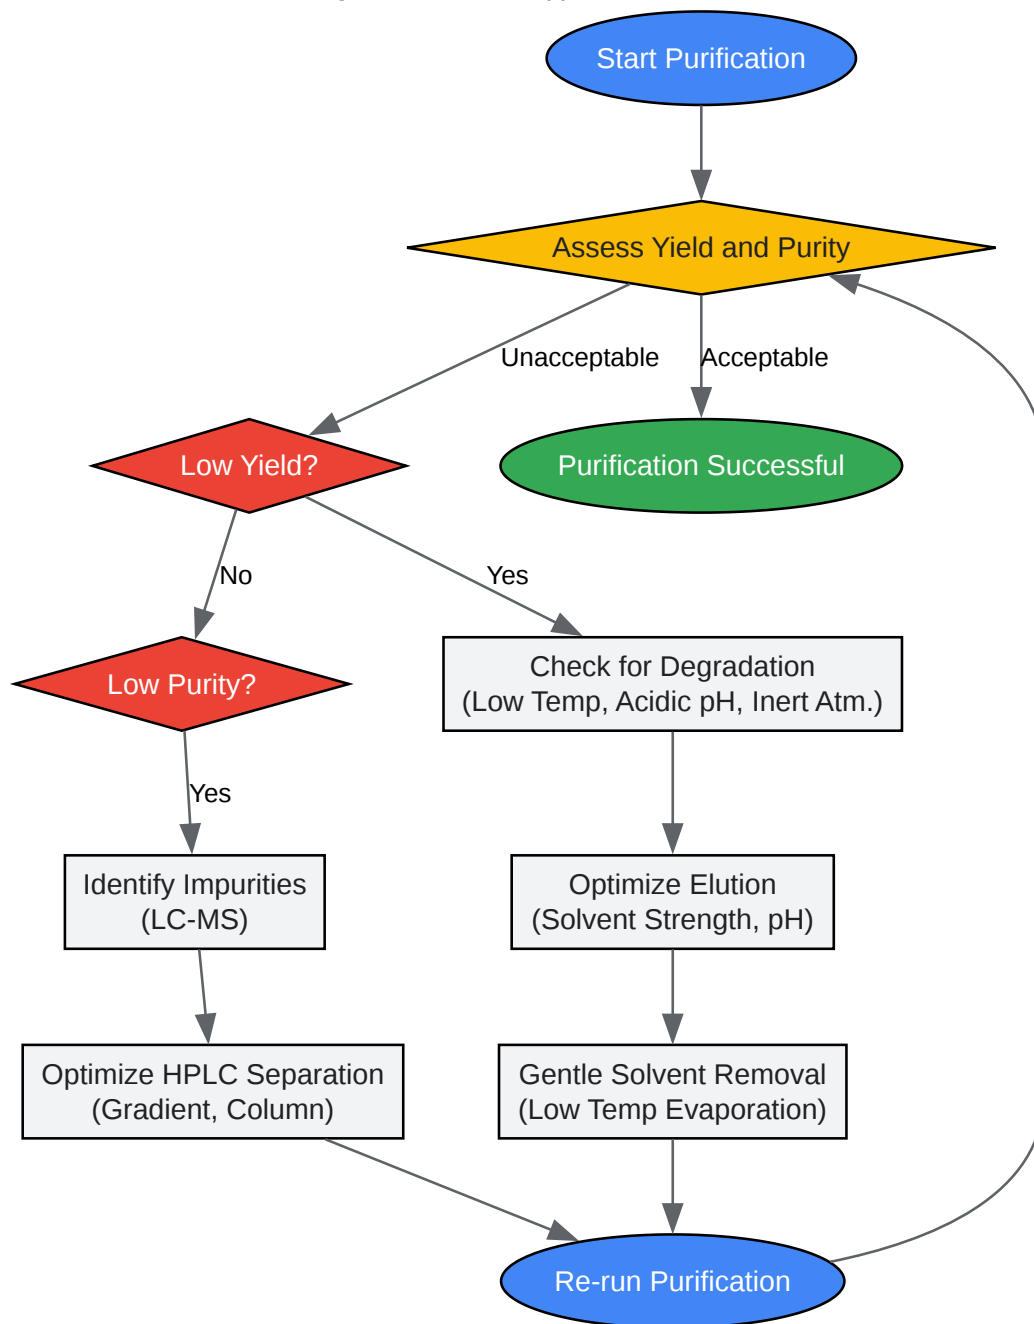 Start Purification
Assess Yield and Purity
Unacceptable
Acceptable
Low Yield?
Purification Successful
No
Yes
Low Purity?
Check for Degradation
(Low Temp, Acidic pH, Inert Atm.)
Yes
Identify Impurities
(LC-MS)
Optimize Elution
(Solvent Strength, pH)
Optimize HPLC Separation
(Gradient, Column)
Gentle Solvent Removal
(Low Temp Evaporation)
Re-run Purification